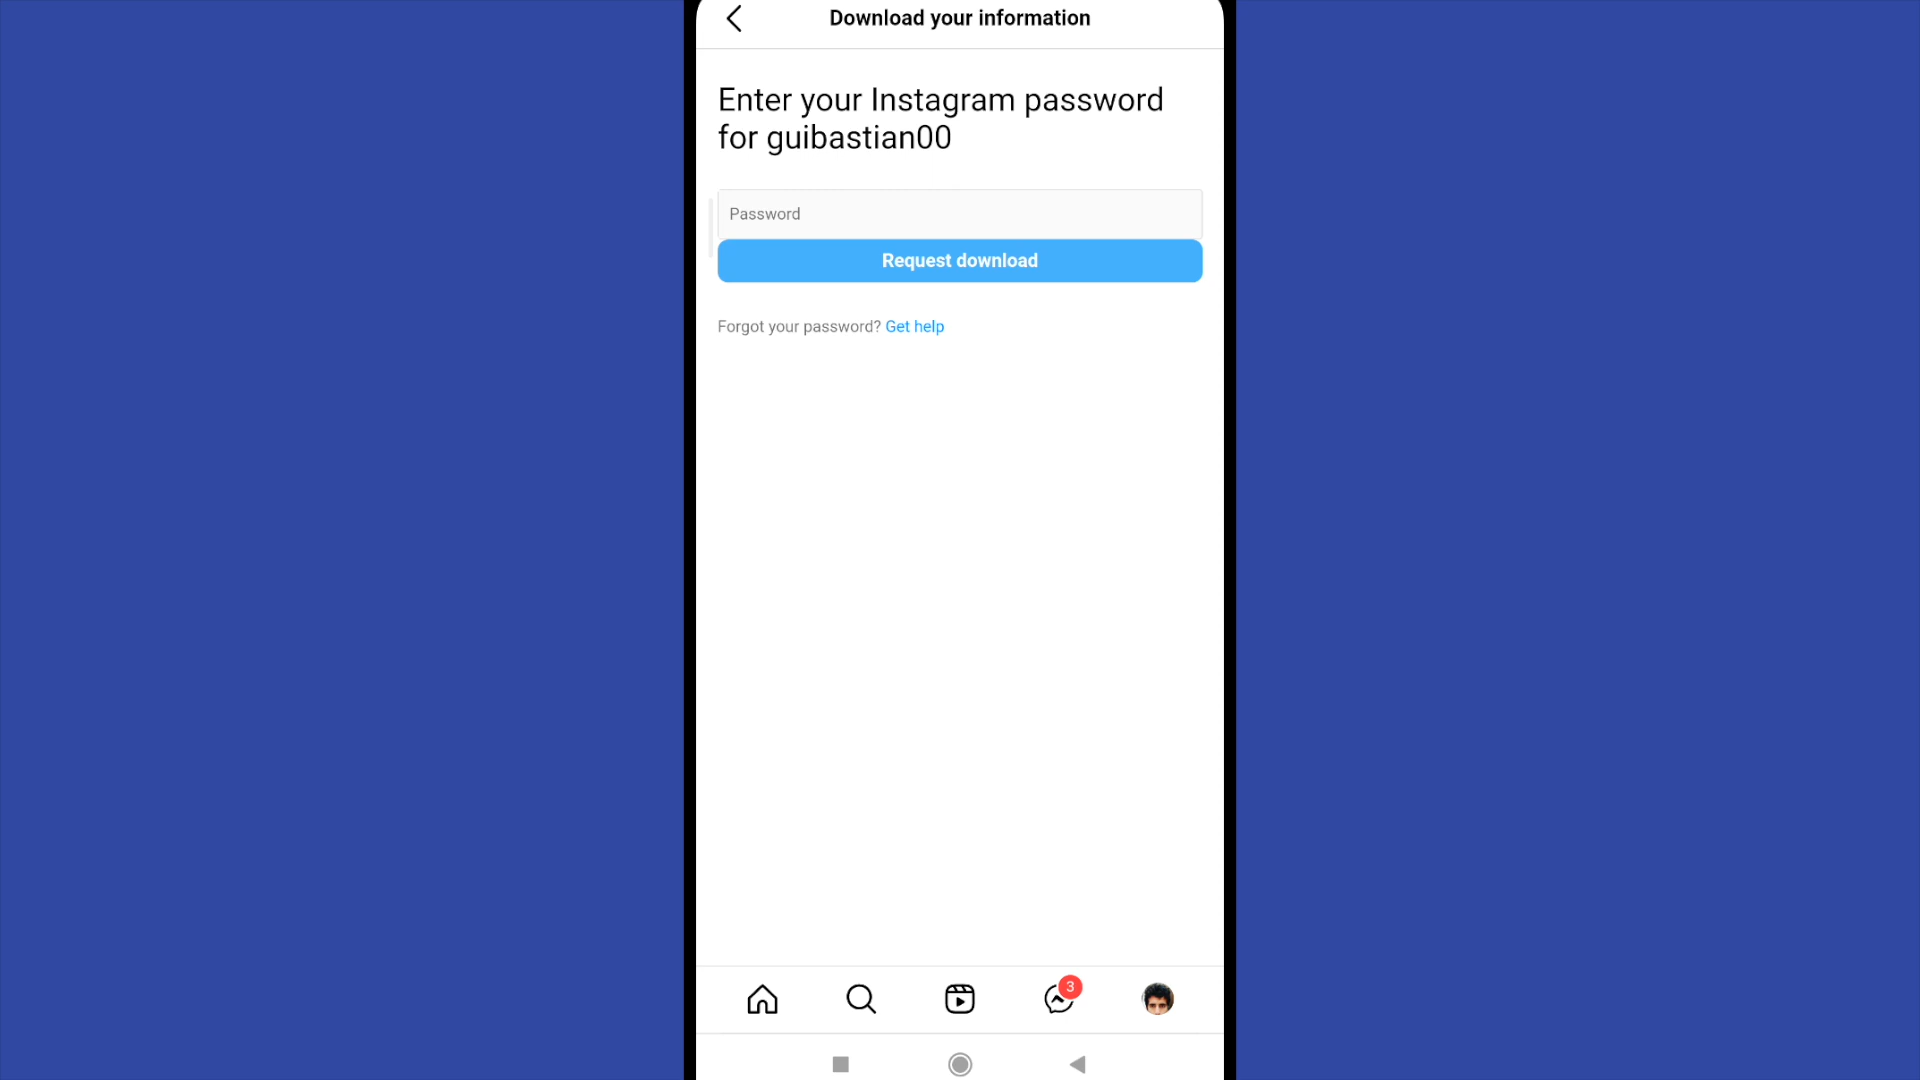 Download your information
Enter your Instagram password
for guibastian00
Password
Request download
Forgot your password? Get help
3